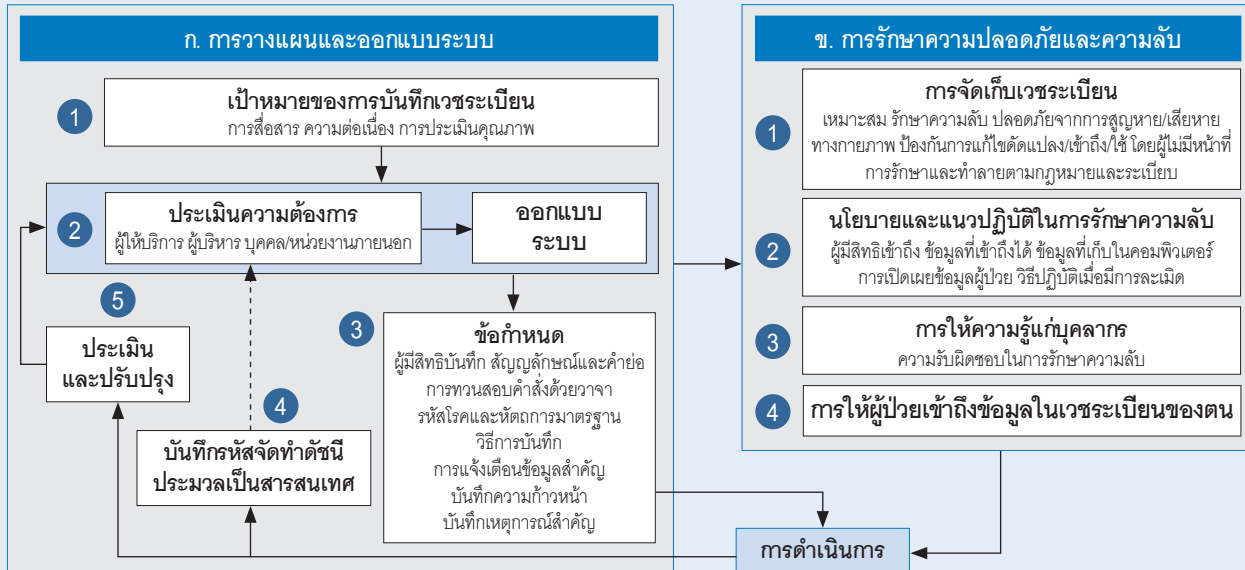 ก. การวางแผนและออกแบบระบบ
1
เป้าหมายของการบันทึกเวชระเบียน
การสื่อสาร ความต่อเนื่อง การประเมินคุณภาพ
2
ประเมินความต้องการ
ผู้ให้บริการ ผู้บริหาร บุคคล/หน่วยงานภายนอก
ออกแบบ
ระบบ
3
ข้อกำหนด
ผู้มีสิทธิบันทึก สัญญลักษณ์และคำย่อ
การทวนสอบคำสั่งด้วยวาจา
รหัสโรคและหัตถการมาตรฐาน
วิธีการบันทึก
การแจ้งเตือนข้อมูลสำคัญ
บันทึกความก้าวหน้า
บันทึกเหตุการณ์สำคัญ
4
บันทึกรหัสจัดทำดัชนี
ประมวลเป็นสารสนเทศ
5
ประเมิน
และปรับปรุง
ข. การรักษาความปลอดภัยและความลับ
1
การจัดเก็บเวชระเบียน
เหมาะสม รักษาความลับ ปลอดภัยจากการสูญหาย/เสียหาย
ทางกายภาพ ป้องกันการแก้ไขดัดแปลง/เข้าถึง/ใช้ โดยผู้ไม่มีหน้าที่
การรักษาและทำลายตามกฎหมายและระเบียบ
2
นโยบายและแนวปฏิบัติในการรักษาความลับ
ผู้มีสิทธิเข้าถึง ข้อมูลที่เข้าถึงได้ ข้อมูลที่เก็บในคอมพิวเตอร์
การเปิดเผยข้อมูลผู้ป่วย วิธีปฏิบัติเมื่อมีการละเมิด
3
การให้ความรู้แก่บุคลากร
ความรับผิดชอบในการรักษาความลับ
4
การให้ผู้ป่วยเข้าถึงข้อมูลในเวชระเบียนของตน
การดำเนินการ